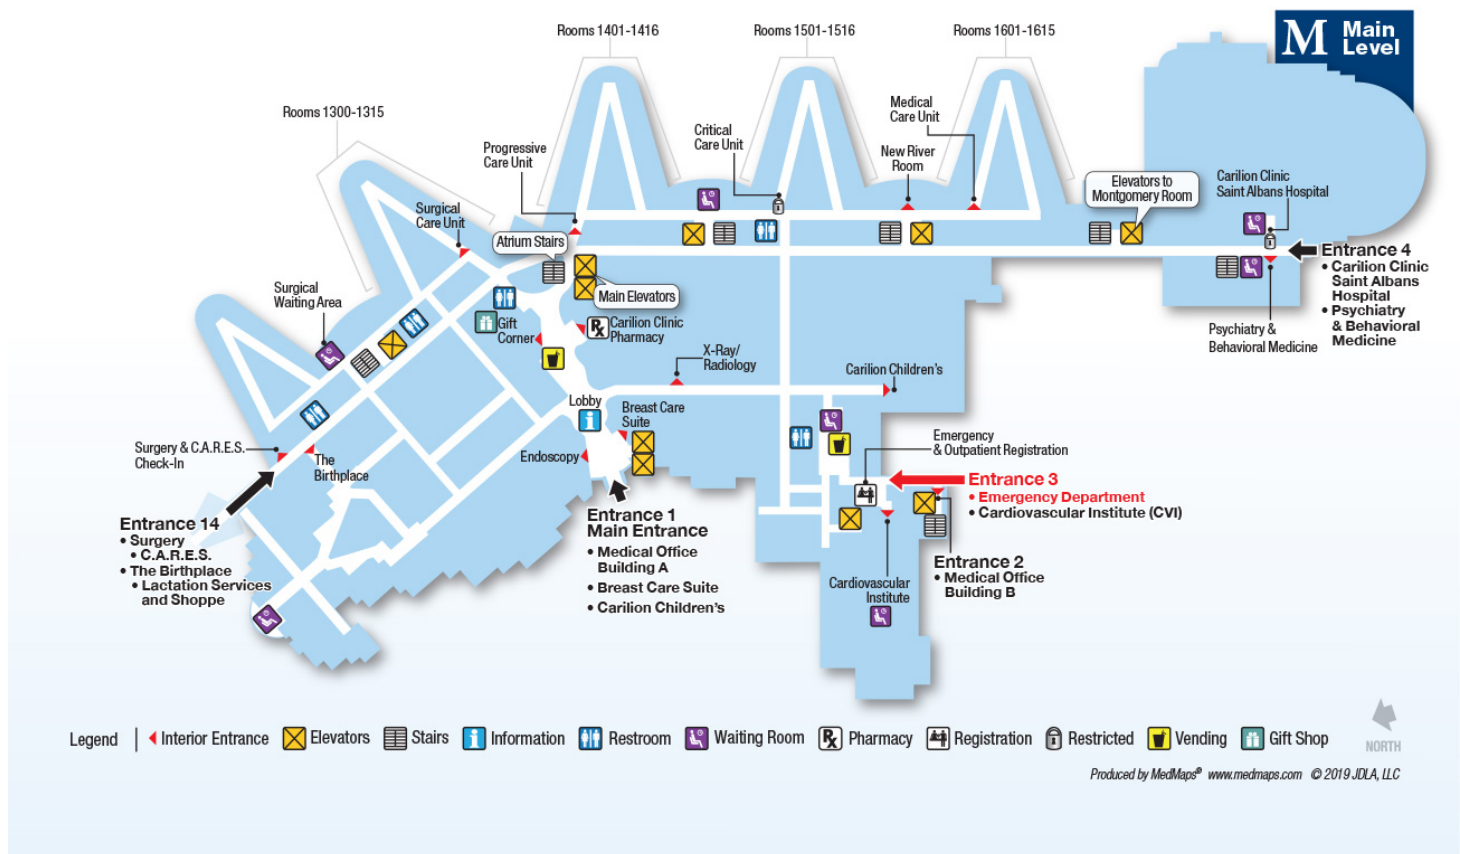 Rooms 1401-1416
Rooms 1501-1516
Rooms 1601-1615
M Main
Level
Rooms 1300-1315
Medical
Care Unit
Critical
Care Unit
Progressive
Care Unit
New River
Room
Elevators to
Montgomery Room
Carilion Clinic
Saint Albans Hospital
Surgical
Care Unit
Atrium Stairs
Entrance 4
• Carilion Clinic
Saint Albans
Hospital
• Psychiatry
& Behavioral
Medicine
Main Elevators
Surgical
Waiting Area
Gift
Corner
Carilion Clinic
Pharmacy
Psychiatry &
Behavioral Medicine
X-Ray/
Radiology
Carilion Children's
Lobby
Breast Care
Suite
Endoscopy
Emergency
& Outpatient Registration
Surgery & C.A.R.E.S.
Check-In
The
Birthplace
Entrance 3
• Emergency Department
• Cardiovascular Institute (CVI)
Entrance 14
• Surgery
• C.A.R.E.S.
• The Birthplace
• Lactation Services
and Shoppe
Entrance 1
Main Entrance
• Medical Office
Building A
• Breast Care Suite
• Carilion Children's
Entrance 2
• Medical Office
Building B
Cardiovascular
Institute
Legend
Interior Entrance
Elevators
Stairs
Information
Restroom
Waiting Room
Pharmacy
Registration
Restricted
Vending
Gift Shop
NORTH
Produced by MedMaps® www.medmaps.com © 2019 JDLA, LLC